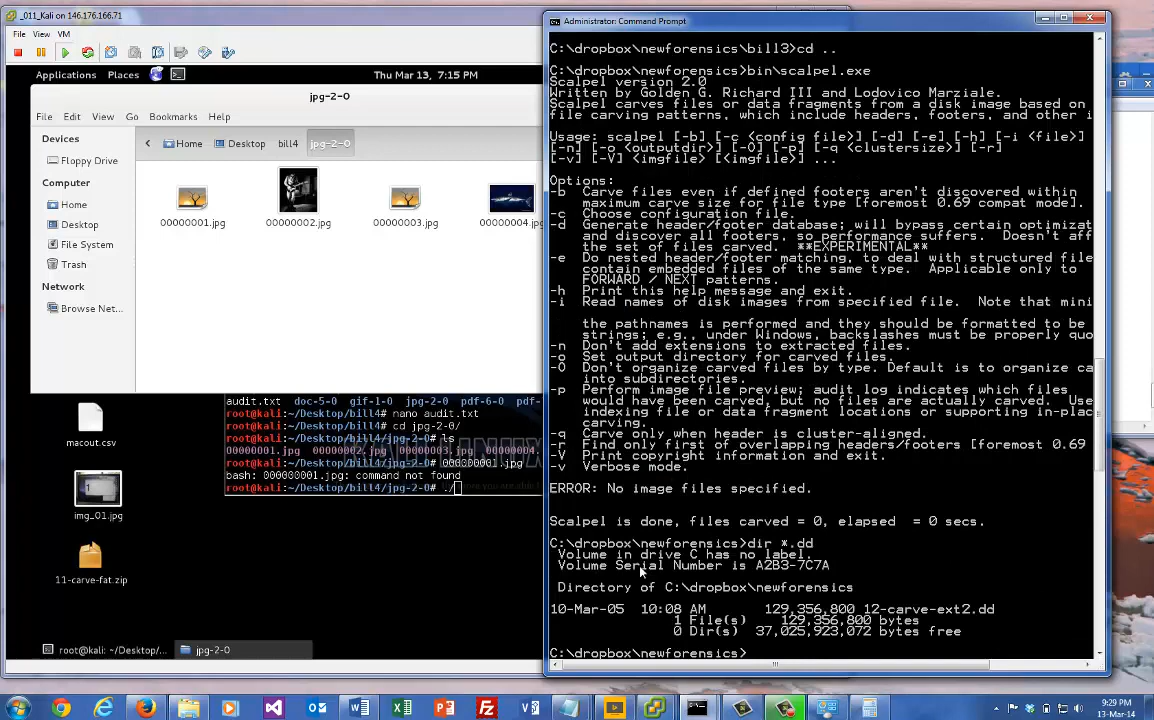 _011_Kali on 146.176.166.71
File View VM
Applications Places
Thu Mar 13, 7:15 PM
jpg-2-0
File Edit View Go Bookmarks Help
Devices
Floppy Drive
Computer
Home
Desktop
File System
Trash
Network
Browse Net...
Home Desktop bill4 jpg-2-0
00000001.jpg 00000002.jpg 00000003.jpg 00000004.jpg
macout.csv
img_01.jpg
11-carve-fat.zip
audit.txt doc-5-0 gif-1-0 jpg-2-0 pdf-6-0 pdf-
root@kali:~/Desktop/bill4# nano audit.txt
root@kali:~/Desktop/bill4# cd jpg-2-0/
root@kali:~/Desktop/bill4/jpg-2-0# ls
00000001.jpg 00000002.jpg 00000003.jpg 00000004.
root@kali:~/Desktop/bill4/jpg-2-0# 000000001.jpg
bash: 000000001.jpg: command not found
root@kali:~/Desktop/bill4/jpg-2-0# ./
root@kali: ~/Desktop/...
jpg-2-0
Administrator: Command Prompt
C:\dropbox\newforensics\bill3>cd ..
C:\dropbox\newforensics>bin\scalpel.exe
Scalpel version 2.0
Written by Golden G. Richard III and Lodovico Marziale.
Scalpel carves files or data fragments from a disk image based on
file carving patterns, which include headers, footers, and other i
Usage: scalpel [-b] [-c <config file>] [-d] [-e] [-h] [-i <file>]
[-n] [-o <outputdir>] [-O] [-p] [-q <clustersize>] [-r]
[-v] [-V] <imgfile> [<imgfile>] ...
Options:
-b Carve files even if defined footers aren't discovered within
maximum carve size for file type [foremost 0.69 compat mode].
-c Choose configuration file.
-d Generate header/footer database; will bypass certain optimizat
and discover all footers, so performance suffers. Doesn't aff
the set of files carved. **EXPERIMENTAL**
-e Do nested header/footer matching, to deal with structured file
contain embedded files of the same type. Applicable only to
FORWARD / NEXT patterns.
-h Print this help message and exit.
-i Read names of disk images from specified file. Note that mini
the pathnames is performed and they should be formatted to be
strings; e.g., under Windows, backslashes must be properly quo
-n Don't add extensions to extracted files.
-o Set output directory for carved files.
-O Don't organize carved files by type. Default is to organize ca
into subdirectories.
-p Perform image file preview; audit log indicates which files
would have been carved, but no files are actually carved. Use
indexing file or data fragment locations or supporting in-plac
carving.
-q Carve only when header is cluster-aligned.
-r Find only first of overlapping headers/footers [foremost 0.69
-V Print copyright information and exit.
-v Verbose mode.
ERROR: No image files specified.
Scalpel is done, files carved = 0, elapsed = 0 secs.
C:\dropbox\newforensics>dir *.dd
Volume in drive C has no label.
Volume Serial Number is A2B3-7C7A
Directory of C:\dropbox\newforensics
10-Mar-05 10:08 AM 129,356,800 12-carve-ext2.dd
1 File(s) 129,356,800 bytes
0 Dir(s) 37,025,923,072 bytes free
C:\dropbox\newforensics>
9:29 PM
13-Mar-14